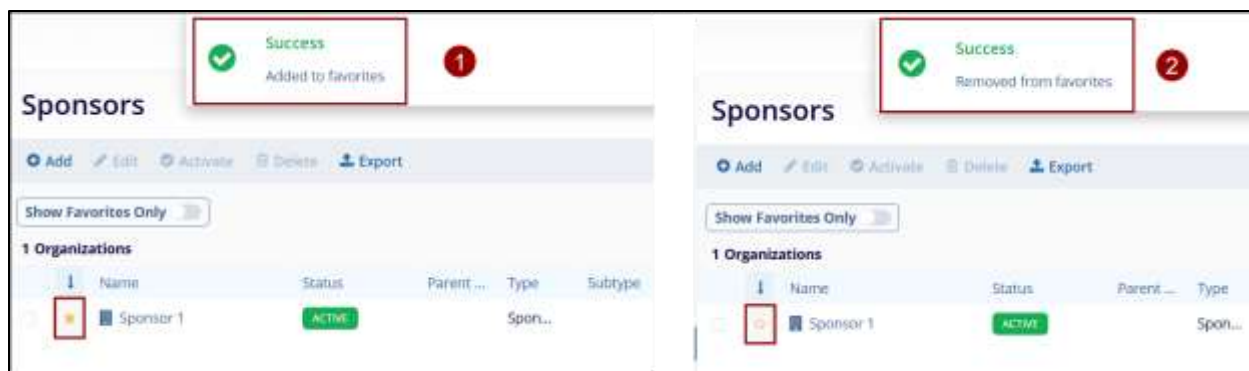 Success
Added to favorites
1
Sponsors
Add Edit Activate Delete Export
Show Favorites Only
1 Organizations
Name Status Parent ... Type Subtype
Sponsor 1 ACTIVE Spon...
Success
Removed from favorites
2
Sponsors
Add Edit Activate Delete Export
Show Favorites Only
1 Organizations
Name Status Parent ... Type
Sponsor 1 ACTIVE Spon...